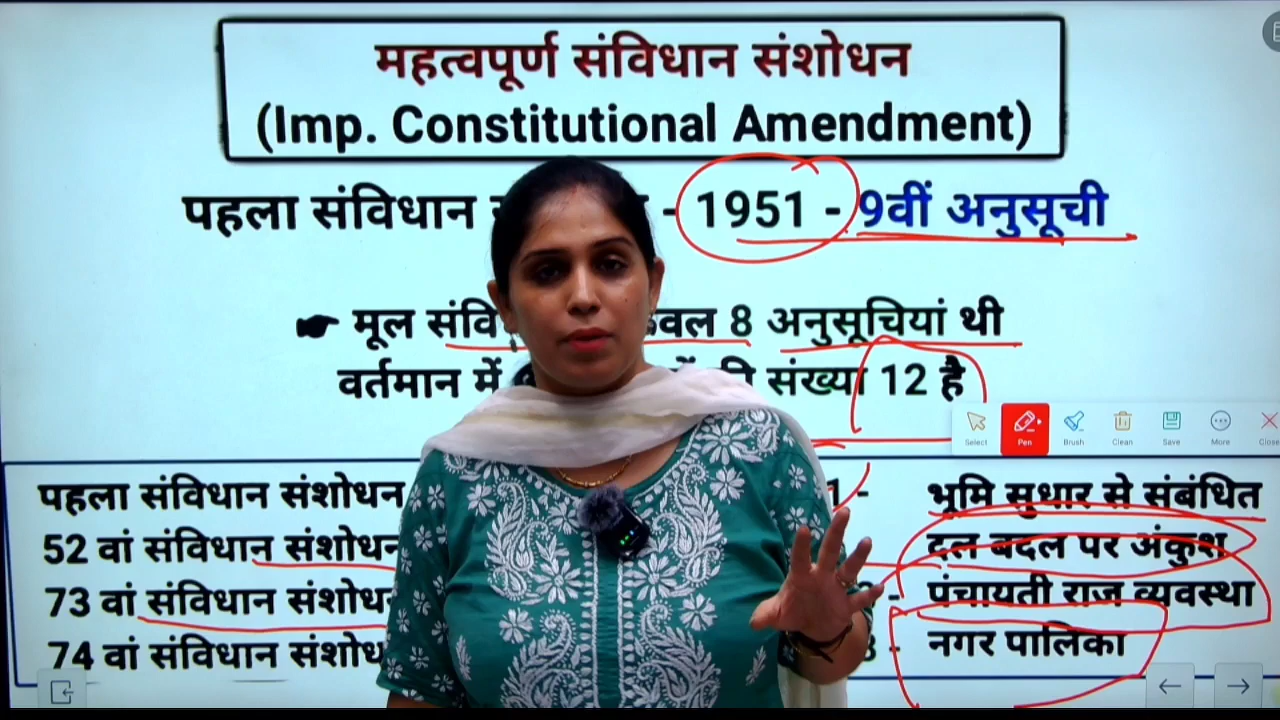 महत्वपूर्ण संविधान संशोधन
(Imp. Constitutional Amendment)
पहला संविधान - 1951 - 9वीं अनुसूची
☛ मूल 8 अनुसूचियां थी
वर्तमान में संख्या 12 है
Select Pen Brush Clean Save More Close
पहला संविधान संशोधन - भूमि सुधार से संबंधित
52 वां संविधान संशोधन दल बदल पर अंकुश
73 वां संविधान - पंचायती राज व्यवस्था
74 वां संविधान - नगर पालिका